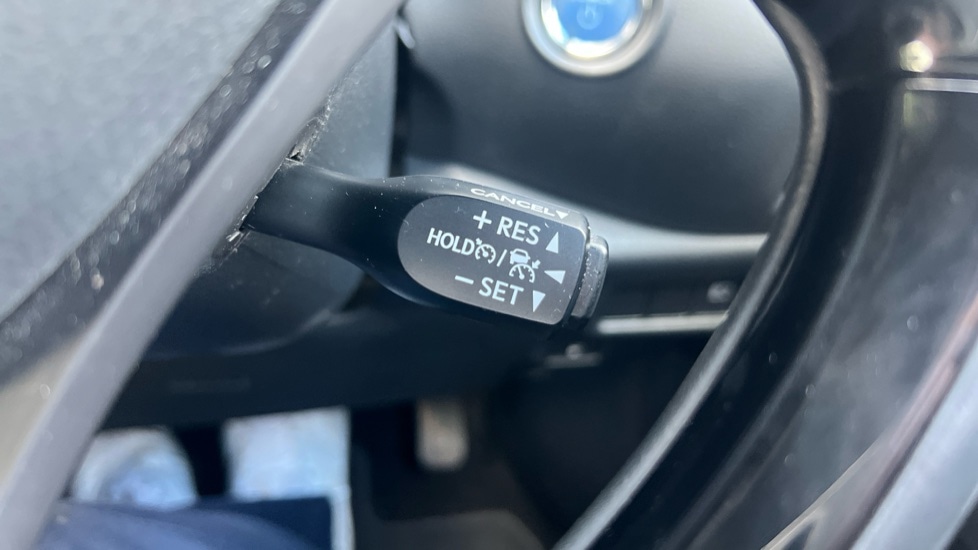 CANCEL▼
+ RES ▲
HOLD /
− SET ▼